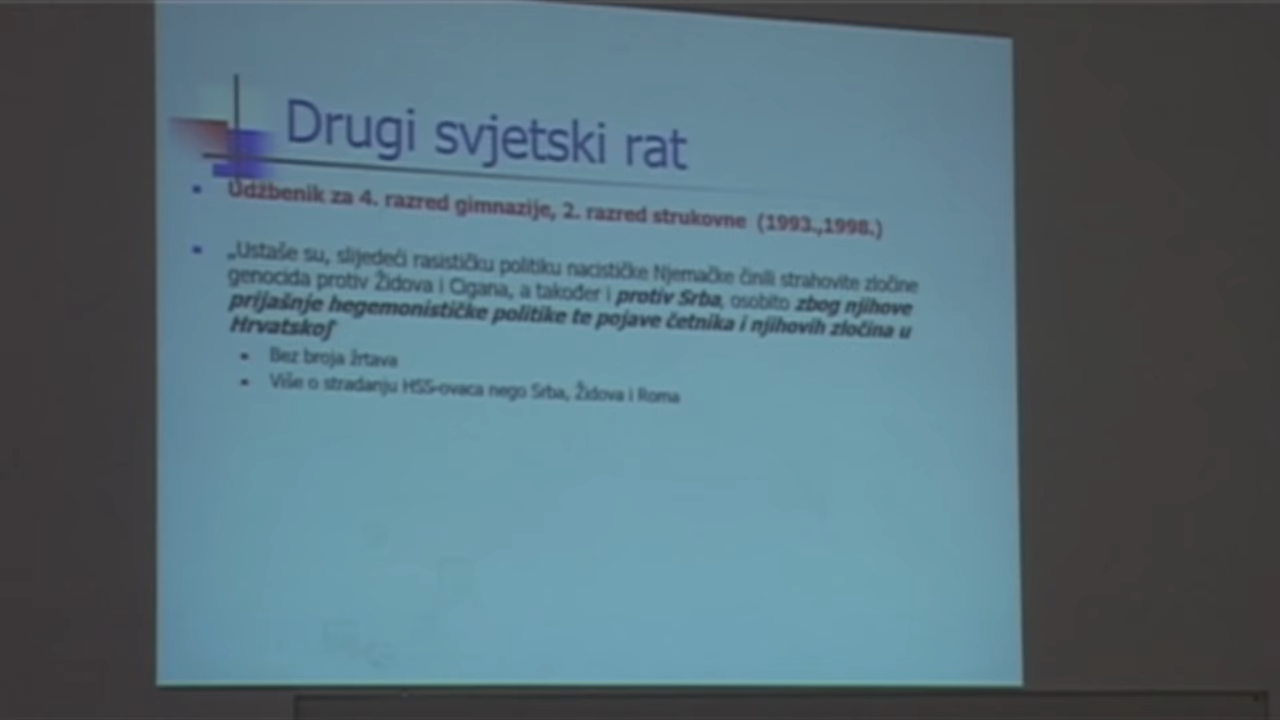 Drugi svjetski rat
Udžbenik za 4. razred gimnazije, 2. razred strukovne (1993.,1998.)
„Ustaše su, slijedeći rasističku politiku nacističke Njemačke činili strahovite zločine
genocida protiv Židova i Cigana, a također i protiv Srba, osobito zbog njihove
prijašnje hegemonističke politike te pojave četnika i njihovih zločina u
Hrvatskoj"
Bez broja žrtava
Više o stradanju HSS-ovaca nego Srba, Židova i Roma